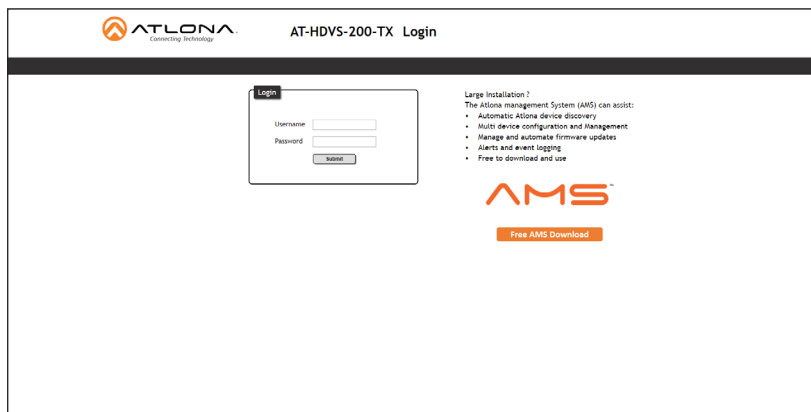 ATLONA.
Connecting Technology
AT-HDVS-200-TX Login
Login
Username
Password
Submit
Large Installation ?
The Atlona management System (AMS) can assist:
• Automatic Atlona device discovery
• Multi device configuration and Management
• Manage and automate firmware updates
• Alerts and event logging
• Free to download and use
AMS™
Free AMS Download